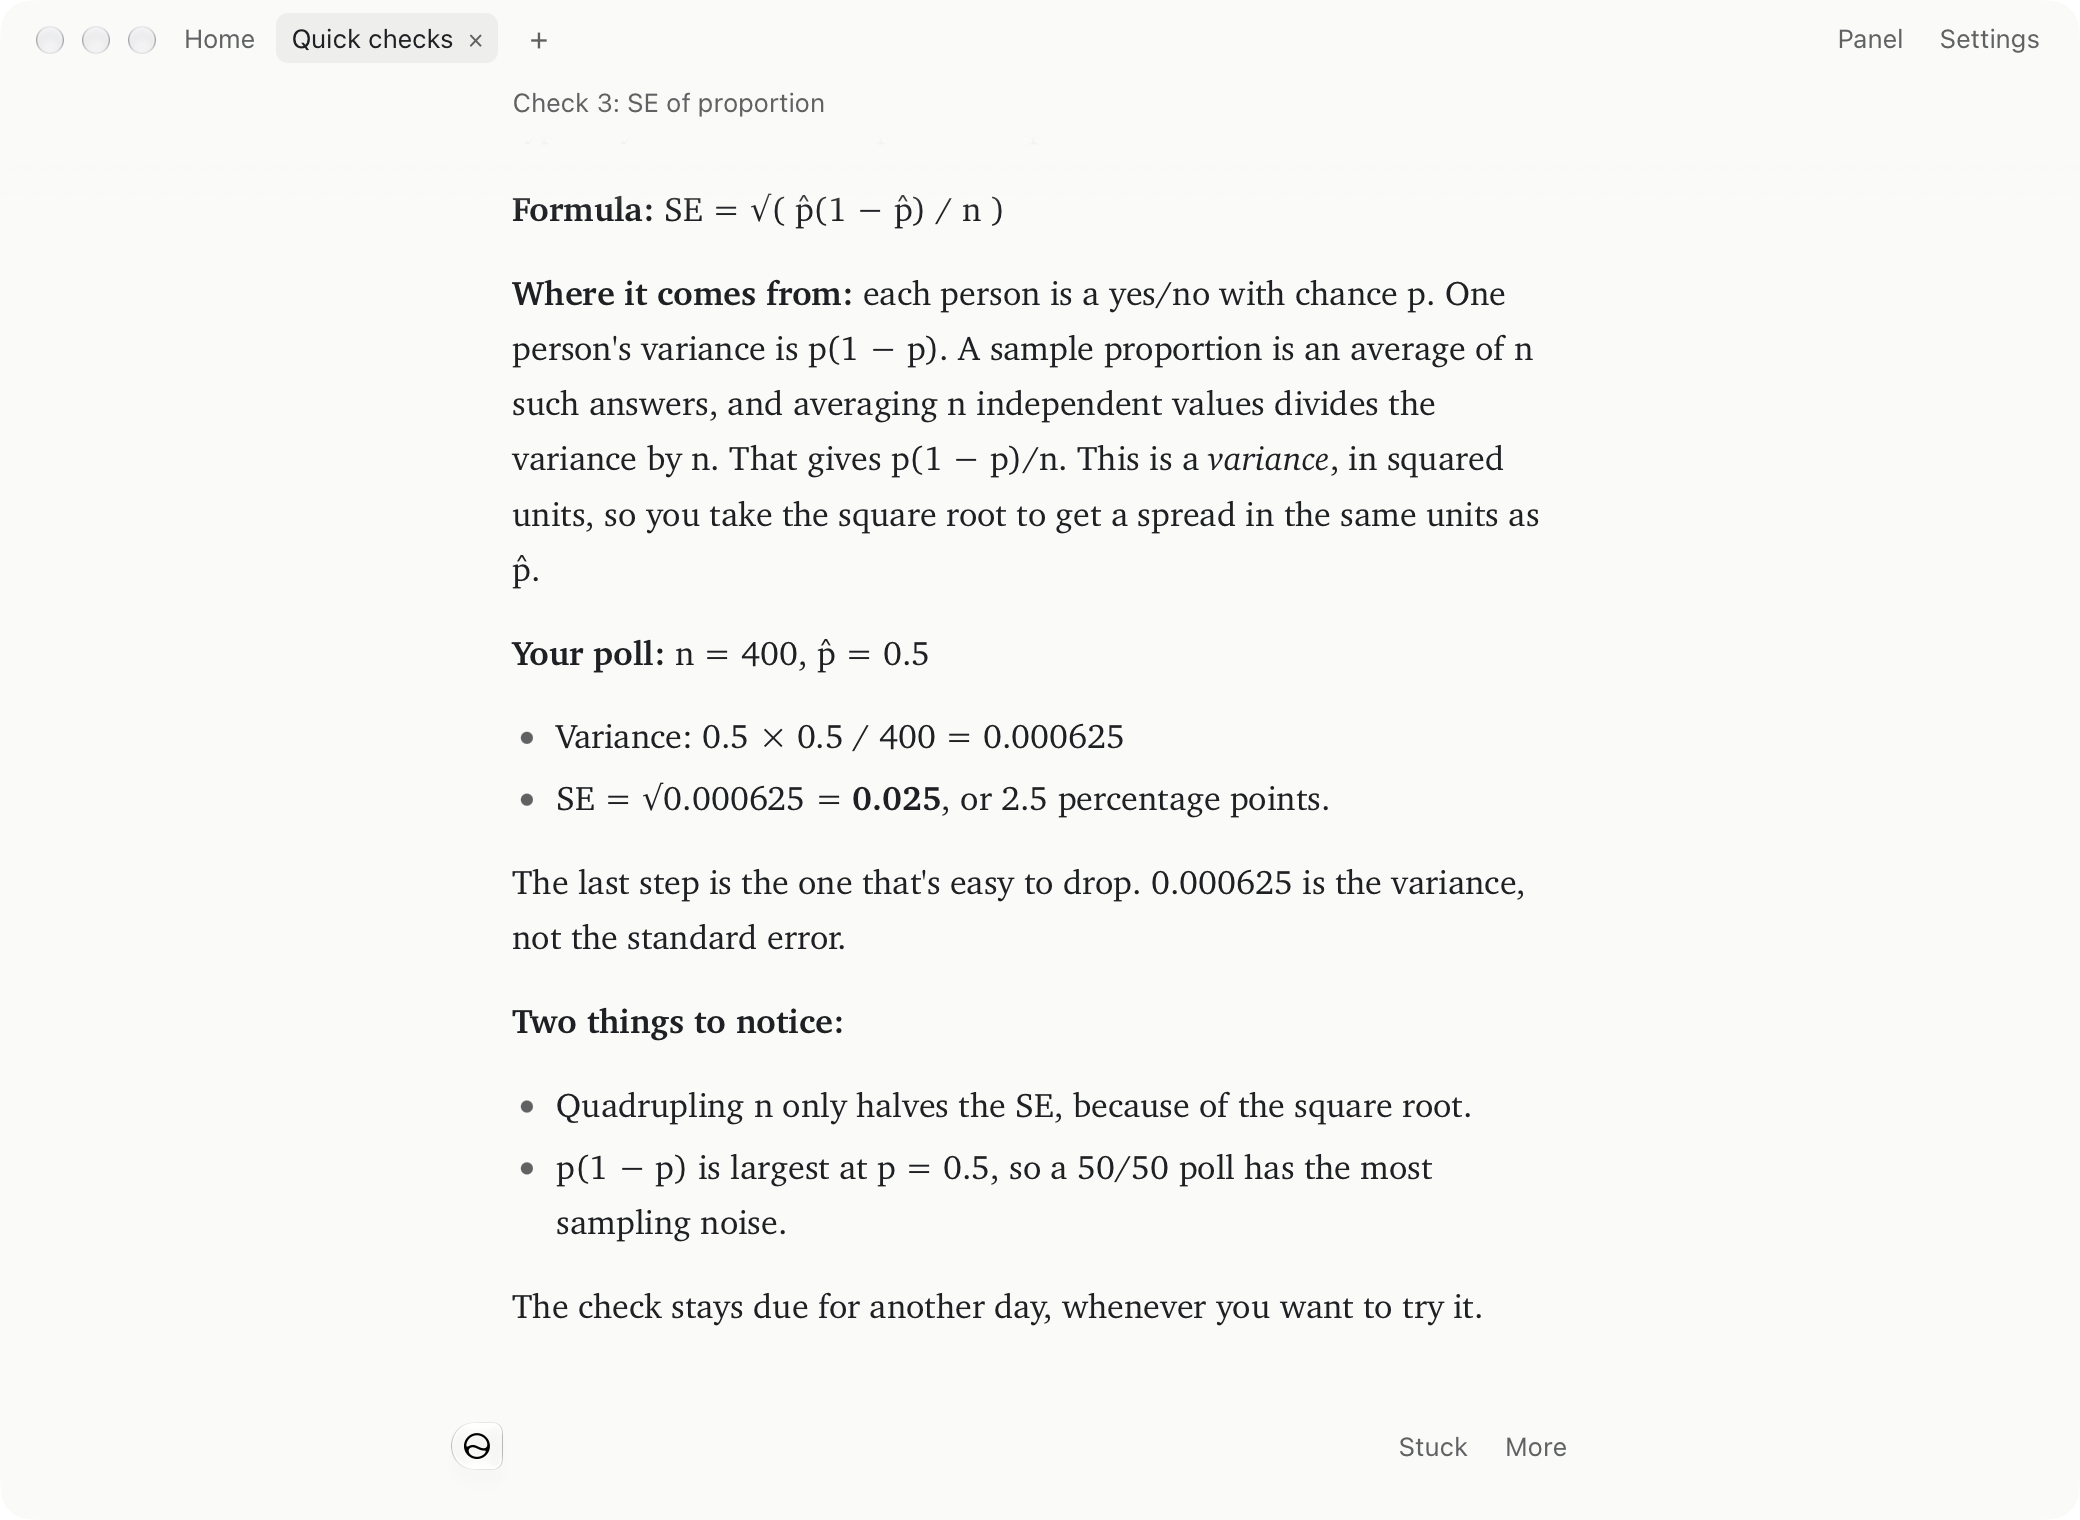 Home
Quick checks ×
+
Panel
Settings
Check 3: SE of proportion
Formula: SE = √( p̂(1 − p̂) / n )
Where it comes from: each person is a yes/no with chance p. One
person's variance is p(1 − p). A sample proportion is an average of n
such answers, and averaging n independent values divides the
variance by n. That gives p(1 − p)/n. This is a variance, in squared
units, so you take the square root to get a spread in the same units as
p̂.
Your poll: n = 400, p̂ = 0.5
• Variance: 0.5 × 0.5 / 400 = 0.000625
• SE = √0.000625 = 0.025, or 2.5 percentage points.
The last step is the one that's easy to drop. 0.000625 is the variance,
not the standard error.
Two things to notice:
• Quadrupling n only halves the SE, because of the square root.
• p(1 − p) is largest at p = 0.5, so a 50/50 poll has the most
sampling noise.
The check stays due for another day, whenever you want to try it.
Stuck
More